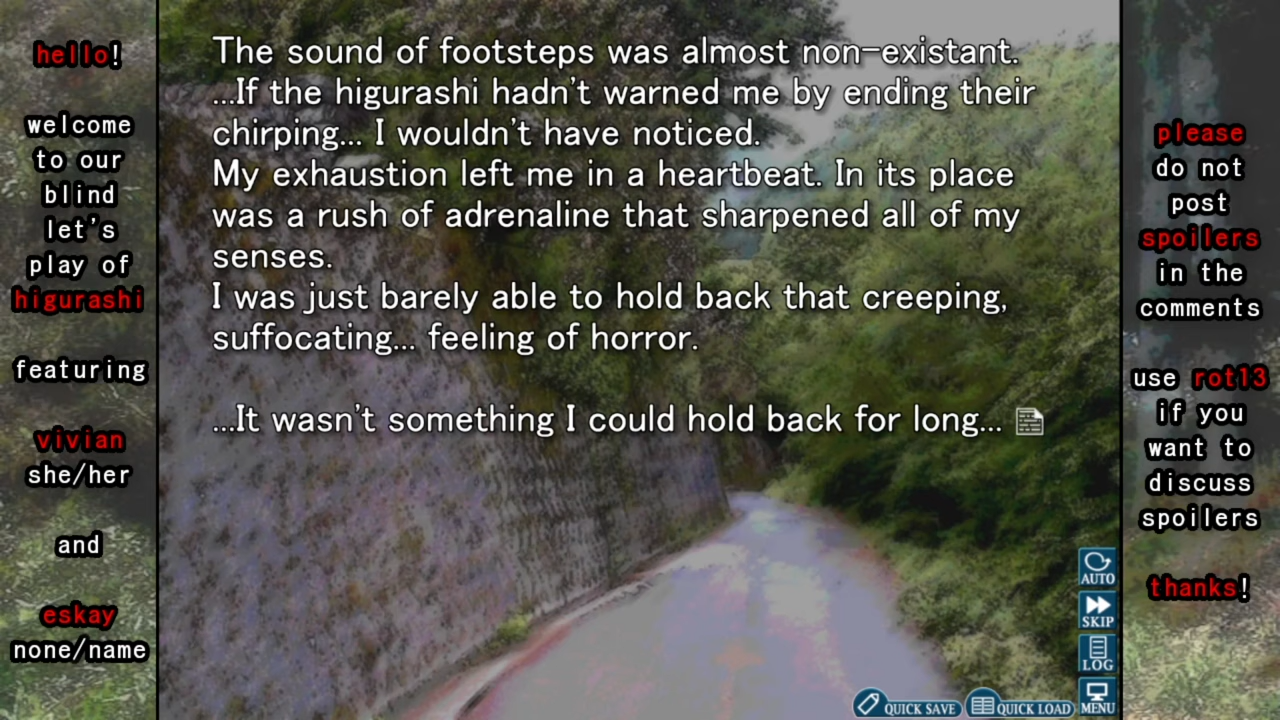 hello!
welcome
to our
blind
let's
play of
higurashi
featuring
vivian
she/her
and
eskay
none/name
The sound of footsteps was almost non-existant.
...If the higurashi hadn't warned me by ending their
chirping... I wouldn't have noticed.
My exhaustion left me in a heartbeat. In its place
was a rush of adrenaline that sharpened all of my
senses.
I was just barely able to hold back that creeping,
suffocating... feeling of horror.
...It wasn't something I could hold back for long...
AUTO
SKIP
LOG
MENU
QUICK SAVE
QUICK LOAD
please
do not
post
spoilers
in the
comments
use rot13
if you
want to
discuss
spoilers
thanks!